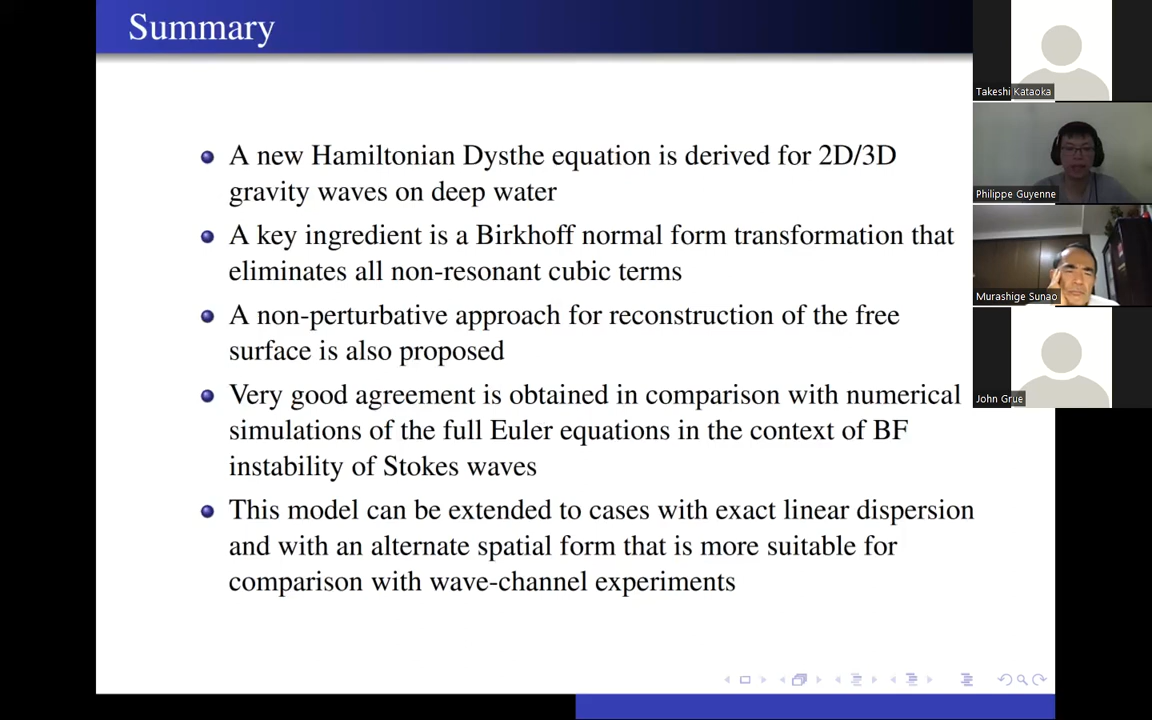 Summary
A new Hamiltonian Dysthe equation is derived for 2D/3D
gravity waves on deep water
A key ingredient is a Birkhoff normal form transformation that
eliminates all non-resonant cubic terms
A non-perturbative approach for reconstruction of the free
surface is also proposed
Very good agreement is obtained in comparison with numerical
simulations of the full Euler equations in the context of BF
instability of Stokes waves
This model can be extended to cases with exact linear dispersion
and with an alternate spatial form that is more suitable for
comparison with wave-channel experiments
Takeshi Kataoka
Philippe Guyenne
Murashige Sunao
John Grue